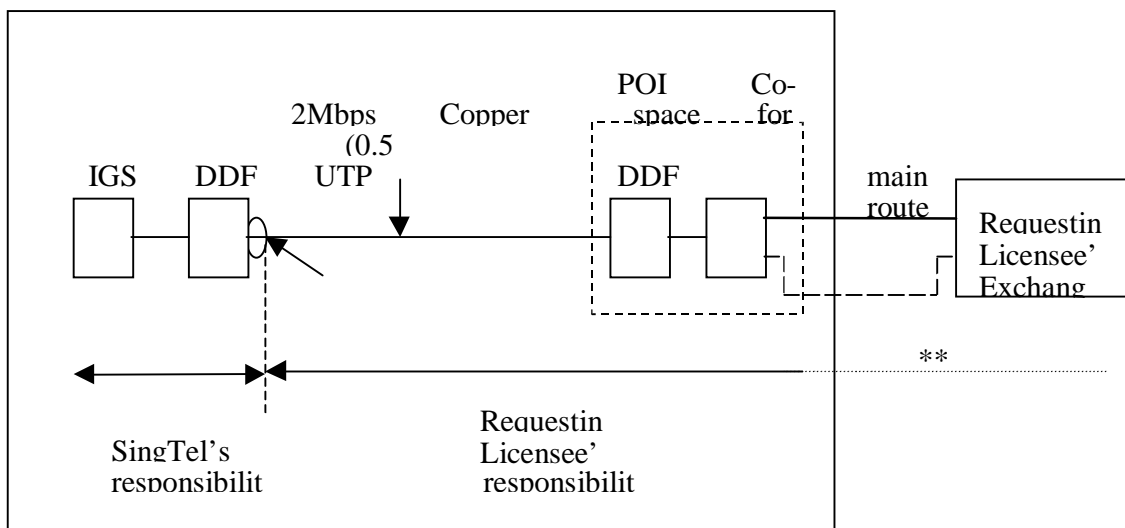 POI Co-
2Mbps Copper space for
(0.5
IGS DDF UTP DDF main
route
Requestin
Licensee’
Exchang
**
Requestin
SingTel’s Licensee’
responsibilit responsibilit